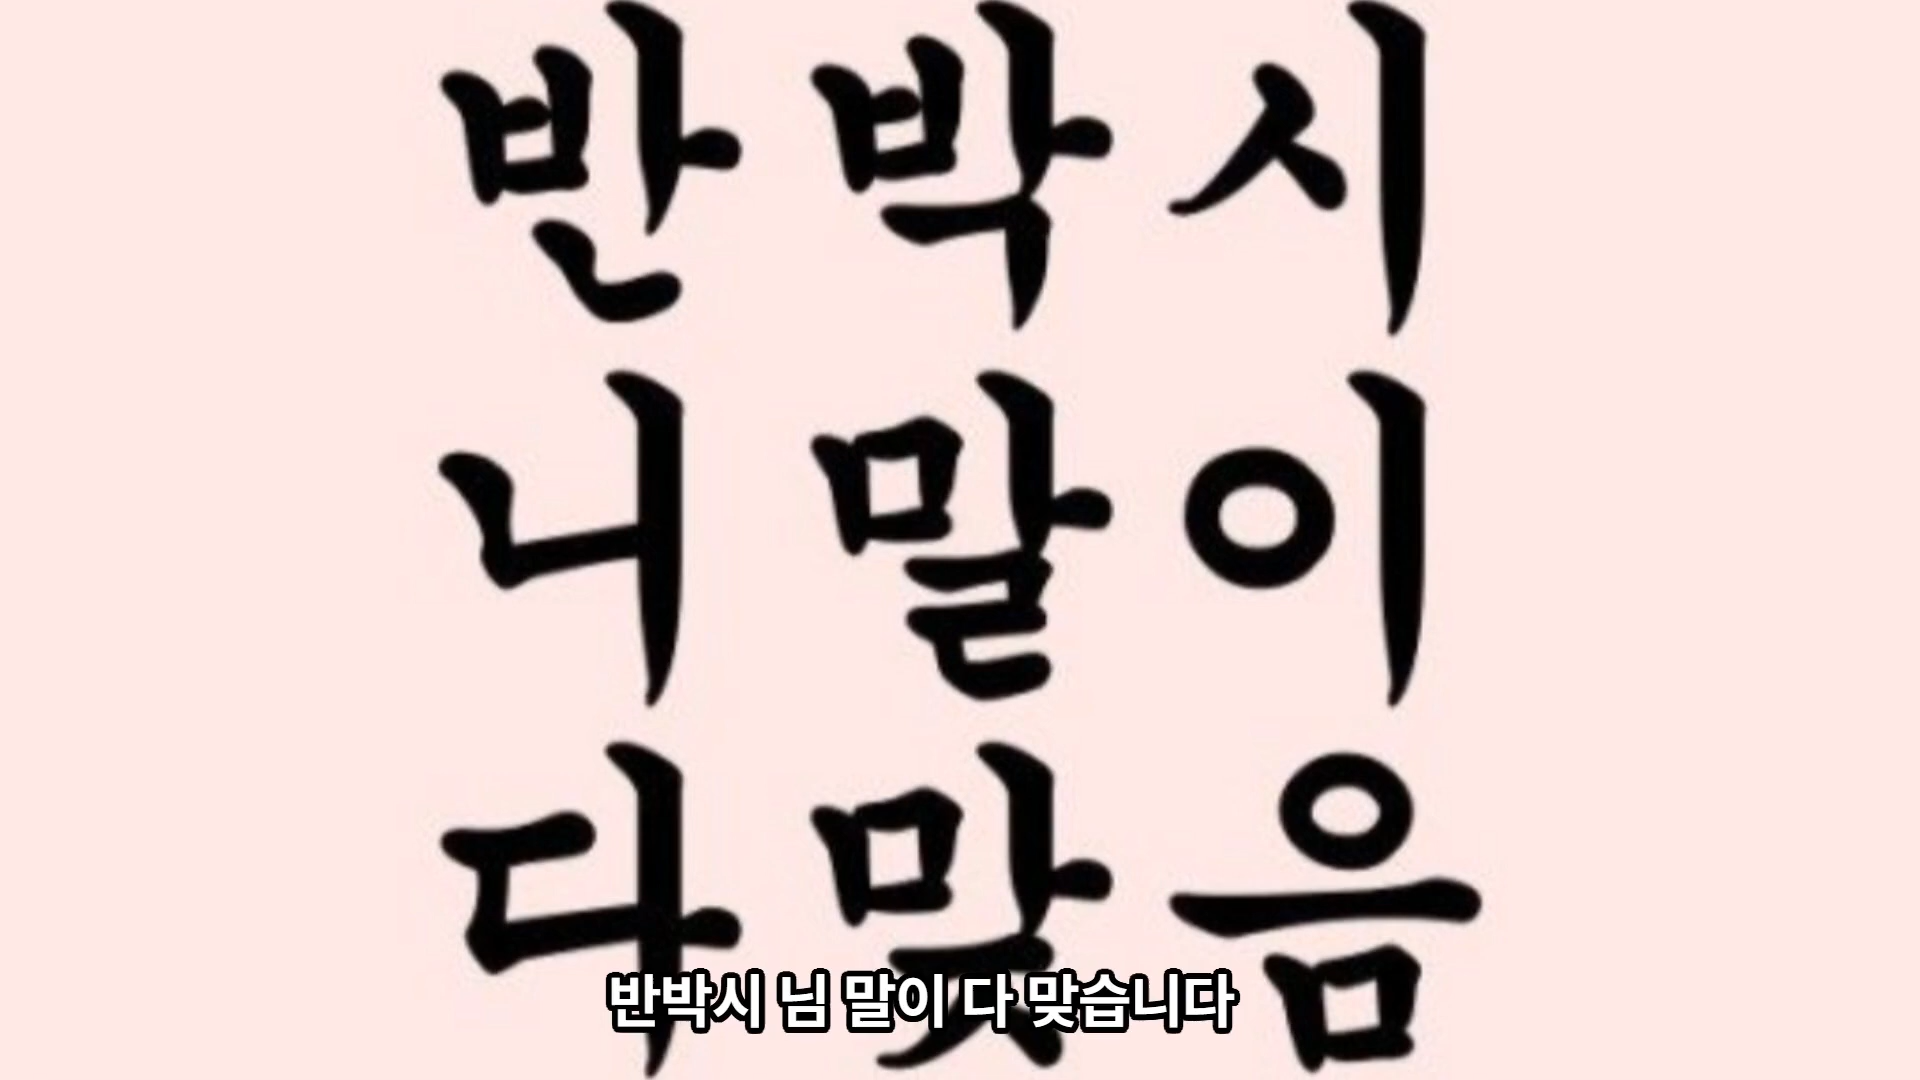 반박시
니말이
다맞음
반박시 님 말이 다 맞습니다